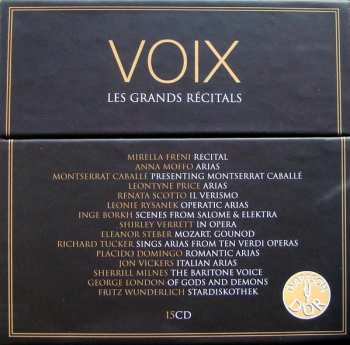 VOIX
LES GRANDS RÉCITALS
MIRELLA FRENI RECITAL
ANNA MOFFO ARIAS
MONTSERRAT CABALLÉ PRESENTING MONTSERRAT CABALLÉ
LEONTYNE PRICE ARIAS
RENATA SCOTTO IL VERISMO
LEONIE RYSANEK OPERATIC ARIAS
INGE BORKH SCENES FROM SALOME & ELEKTRA
SHIRLEY VERRETT IN OPERA
ELEANOR STEBER MOZART, GOUNOD
RICHARD TUCKER SINGS ARIAS FROM TEN VERDI OPERAS
PLACIDO DOMINGO ROMANTIC ARIAS
JON VICKERS ITALIAN ARIAS
SHERRILL MILNES THE BARITONE VOICE
GEORGE LONDON OF GODS AND DEMONS
FRITZ WUNDERLICH STARDISKOTHEK
15CD
DIAPASON
D'OR